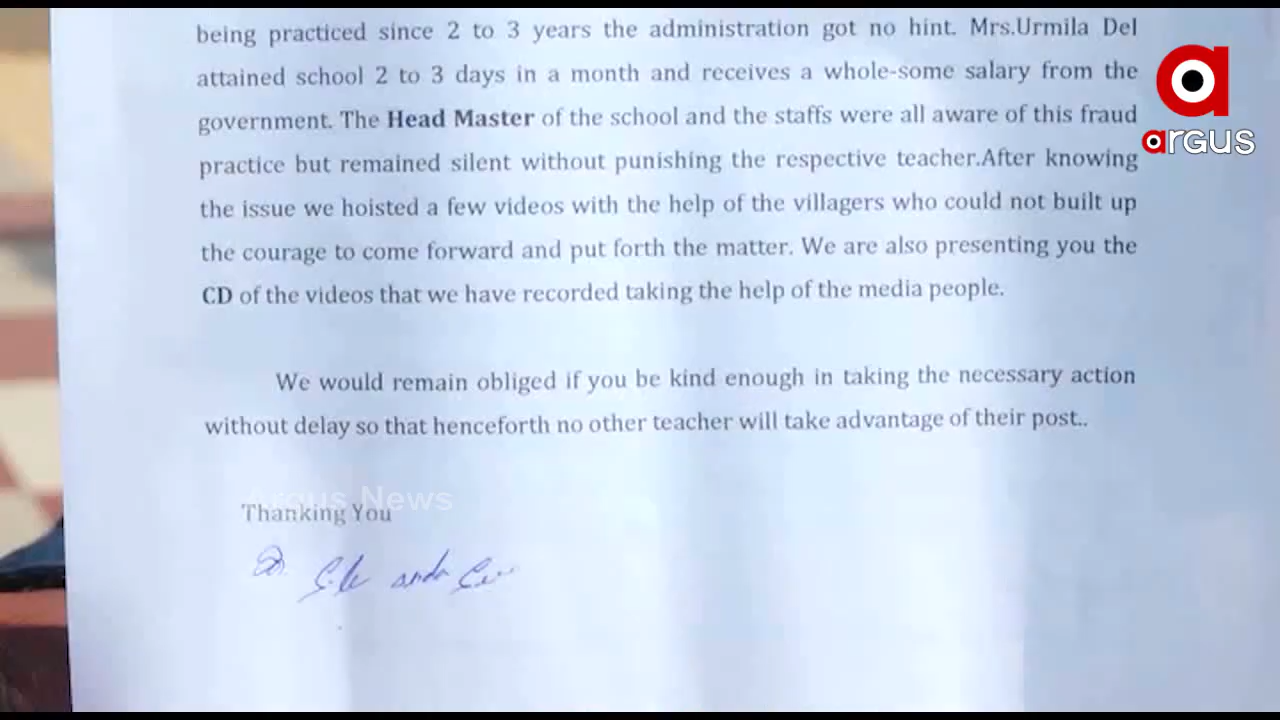 being practiced since 2 to 3 years the administration got no hint. Mrs.Urmila Del
attained school 2 to 3 days in a month and receives a whole-some salary from the
government. The Head Master of the school and the staffs were all aware of this fraud
practice but remained silent without punishing the respective teacher.After knowing
the issue we hoisted a few videos with the help of the villagers who could not built up
the courage to come forward and put forth the matter. We are also presenting you the
CD of the videos that we have recorded taking the help of the media people.
We would remain obliged if you be kind enough in taking the necessary action
without delay so that henceforth no other teacher will take advantage of their post..
Argus News
Thanking You
argus